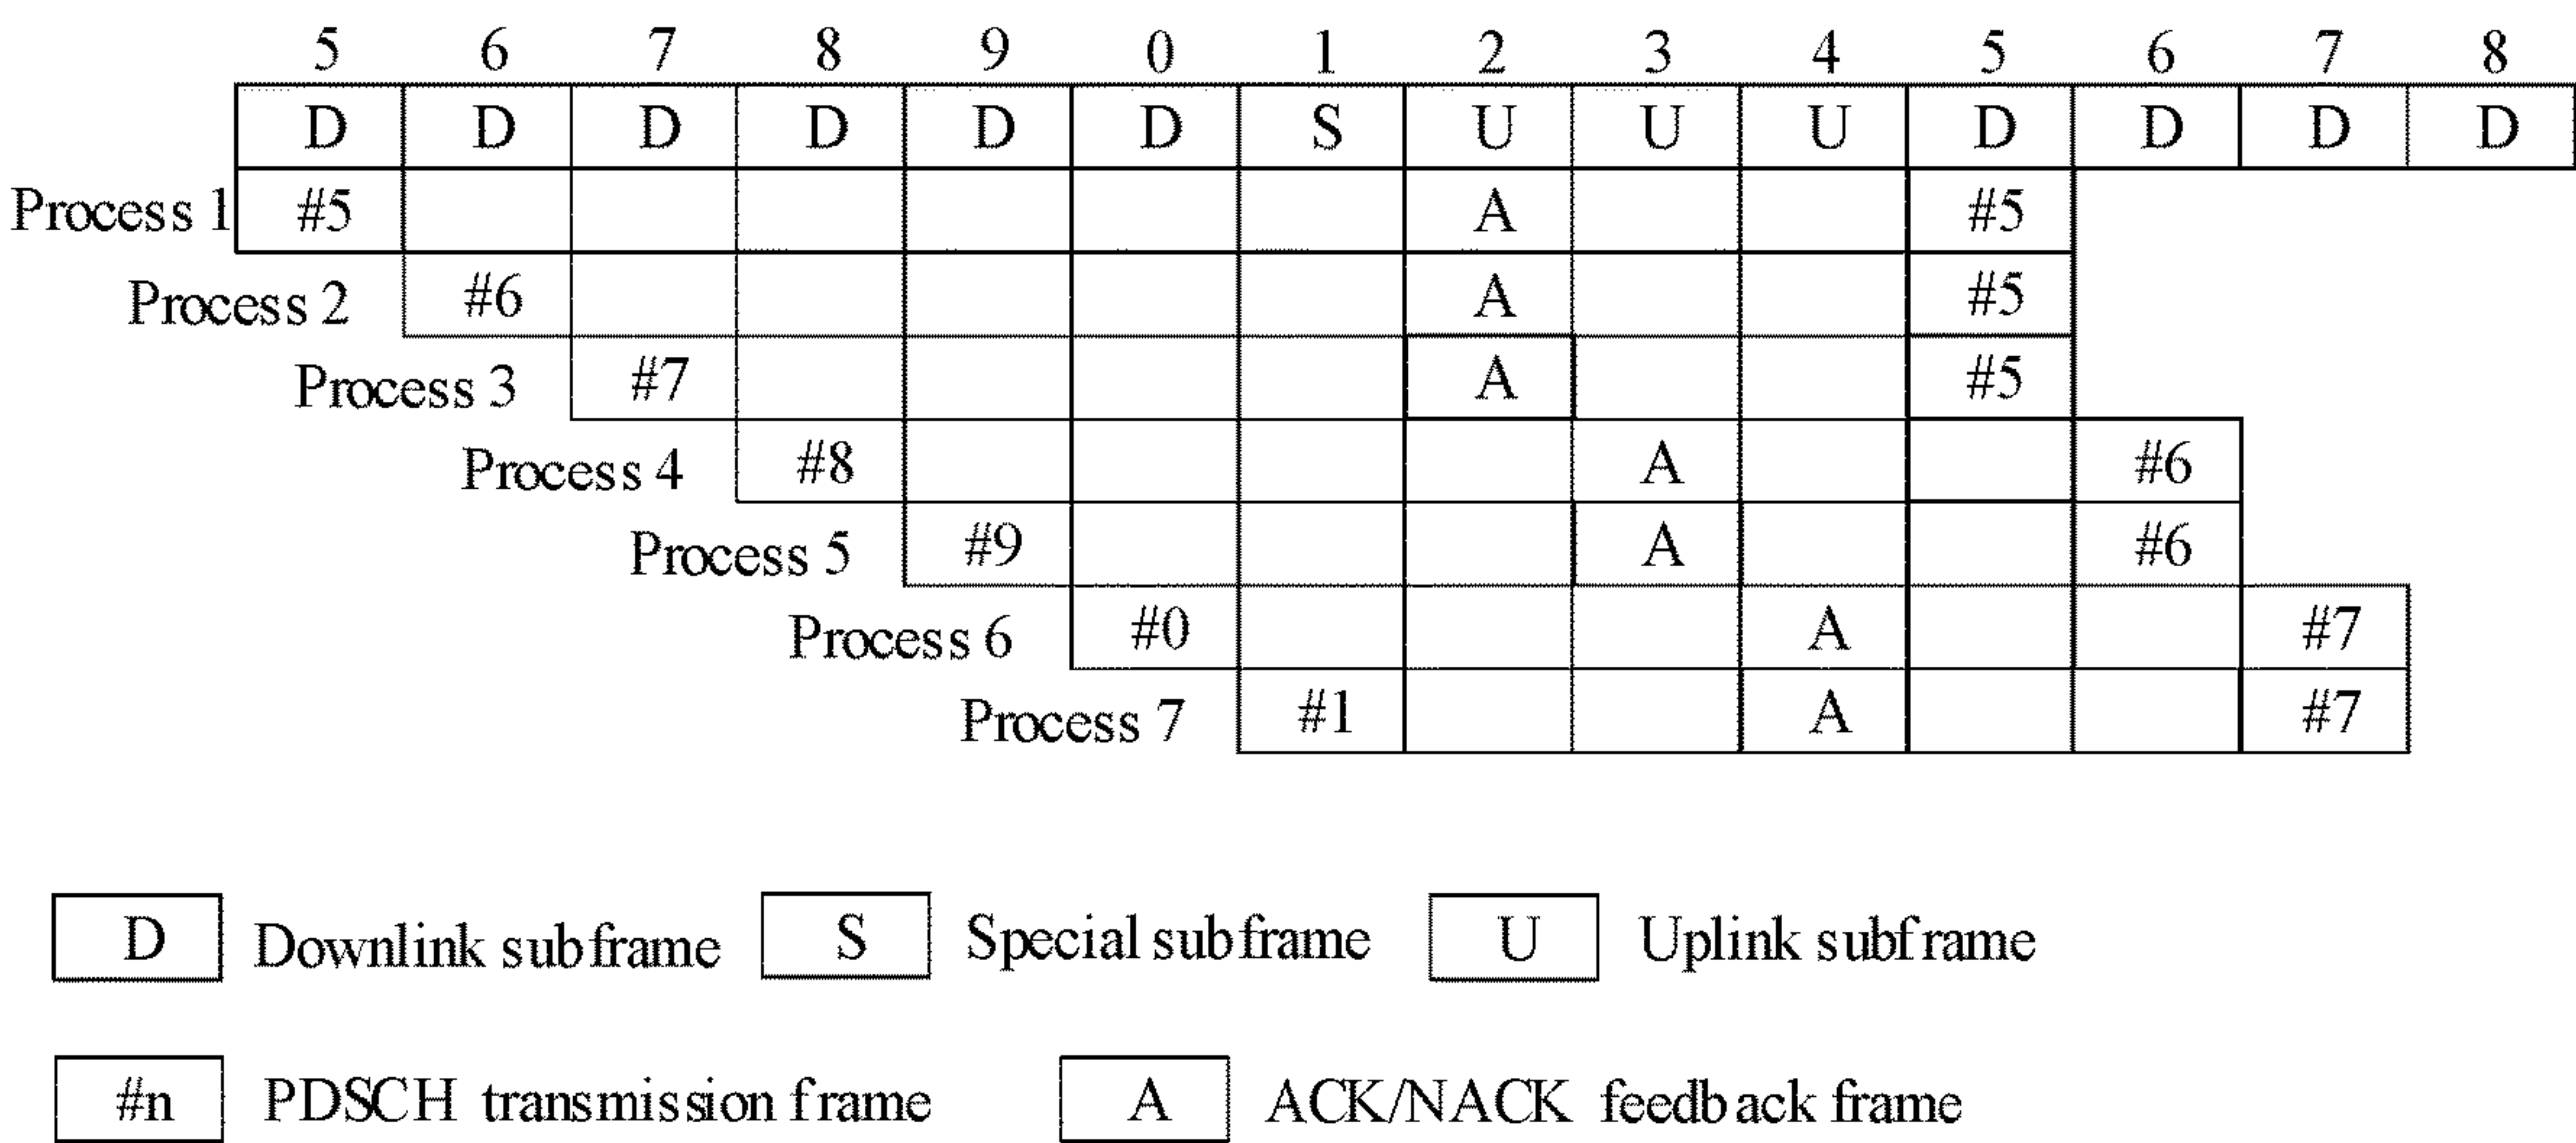 5 6 7 8 9 0 1 2 3 4 5 6 7 8
D D D D D D S U U U D D D D
Process 1 #5 A #5
Process 2 #6 A #5
Process 3 #7 A #5
Process 4 #8 A #6
Process 5 #9 A #6
Process 6 #0 A #7
Process 7 #1 A #7
D Downlink subframe S Special subframe U Uplink subframe
#n PDSCH transmission frame A ACK/NACK feedback frame